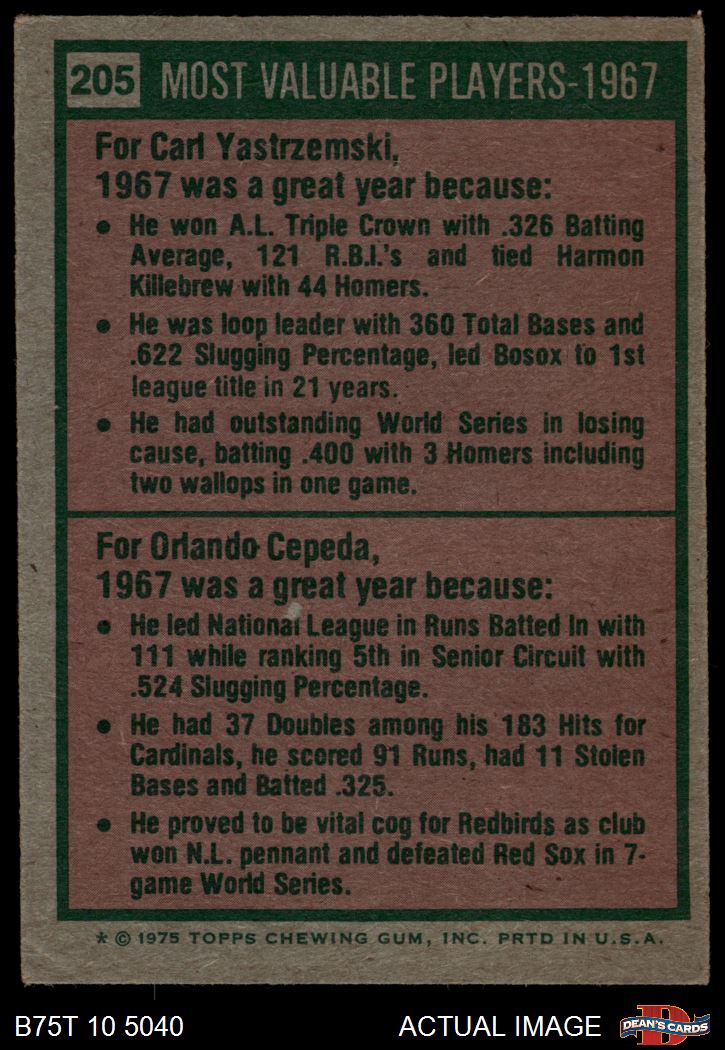 205 MOST VALUABLE PLAYERS-1967
For Carl Yastrzemski,
1967 was a great year because:
• He won A.L. Triple Crown with .326 Batting
Average, 121 R.B.I.'s and tied Harmon
Killebrew with 44 Homers.
• He was loop leader with 360 Total Bases and
.622 Slugging Percentage, led Bosox to 1st
league title in 21 years.
• He had outstanding World Series in losing
cause, batting .400 with 3 Homers including
two wallops in one game.
For Orlando Cepeda,
1967 was a great year because:
• He led National League in Runs Batted In with
111 while ranking 5th in Senior Circuit with
.524 Slugging Percentage.
• He had 37 Doubles among his 183 Hits for
Cardinals, he scored 91 Runs, had 11 Stolen
Bases and Batted .325.
• He proved to be vital cog for Redbirds as club
won N.L. pennant and defeated Red Sox in 7-
game World Series.
* © 1975 TOPPS CHEWING GUM, INC. PRTD IN U.S.A.
B75T 10 5040 ACTUAL IMAGE D DEAN'S CARDS